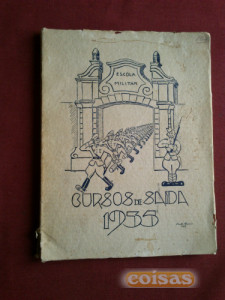 ESCOLA
MILITAR
CURSOS DE SAIDA
1955
coisas